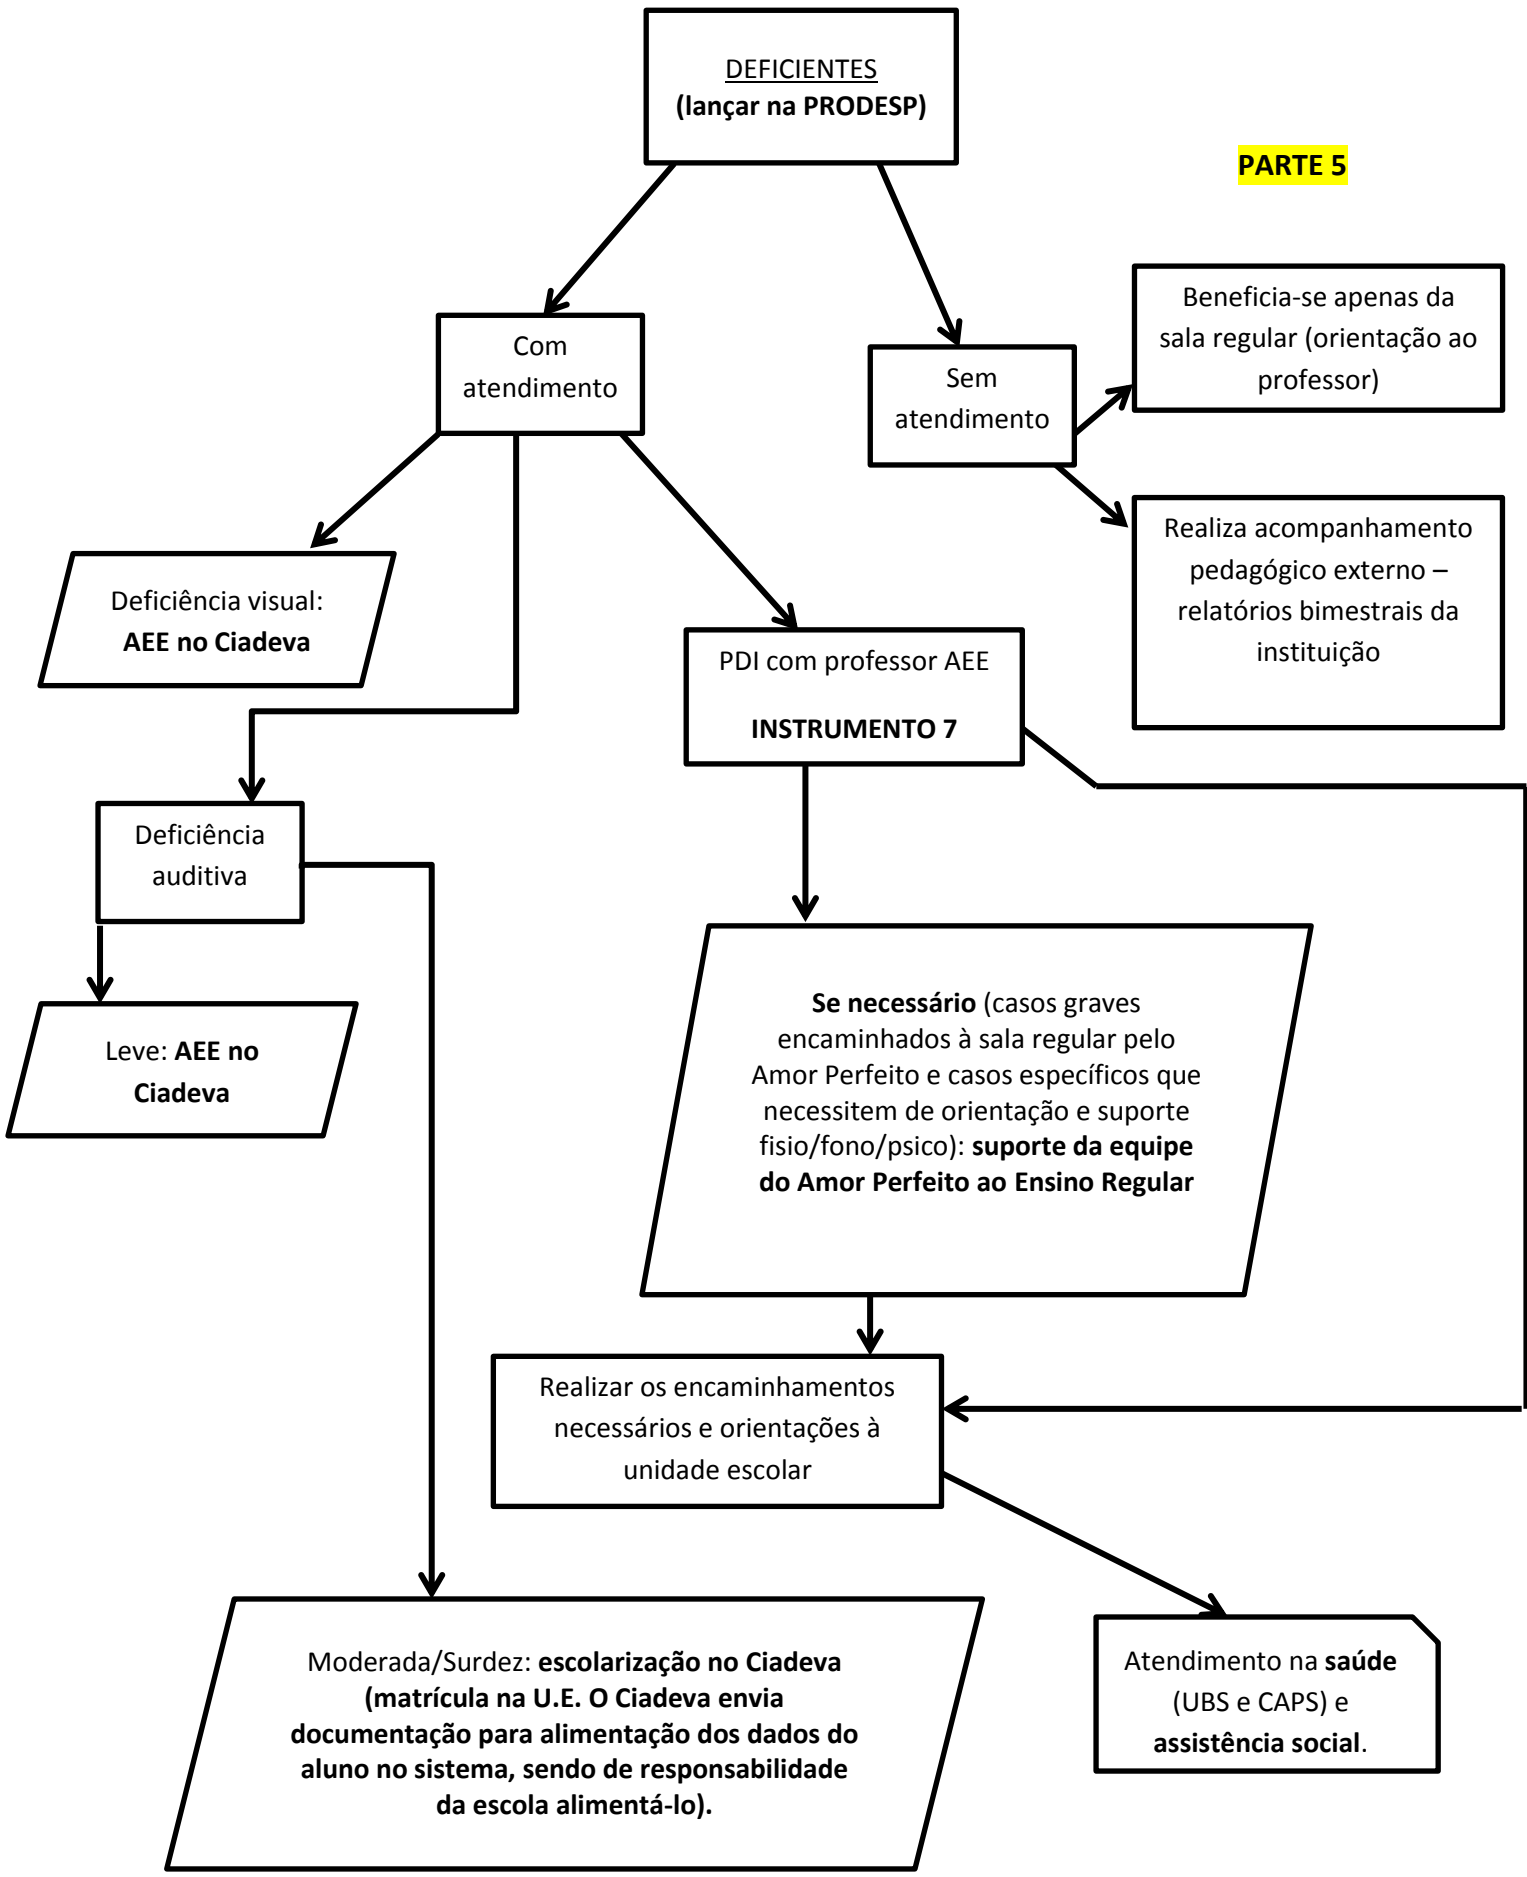 DEFICIENTES
(lançar na PRODESP)
PARTE 5
Beneficia-se apenas da
sala regular (orientação ao
professor)
Com
atendimento
Sem
atendimento
Realiza acompanhamento
pedagógico externo –
relatórios bimestrais da
instituição
Deficiência visual:
AEE no Ciadeva
PDI com professor AEE
INSTRUMENTO 7
Deficiência
auditiva
Leve: AEE no
Ciadeva
Se necessário (casos graves
encaminhados à sala regular pelo
Amor Perfeito e casos específicos que
necessitem de orientação e suporte
fisio/fono/psico): suporte da equipe
do Amor Perfeito ao Ensino Regular
Realizar os encaminhamentos
necessários e orientações à
unidade escolar
Moderada/Surdez: escolarização no Ciadeva
(matrícula na U.E. O Ciadeva envia
documentação para alimentação dos dados do
aluno no sistema, sendo de responsabilidade
da escola alimentá-lo).
Atendimento na saúde
(UBS e CAPS) e
assistência social.